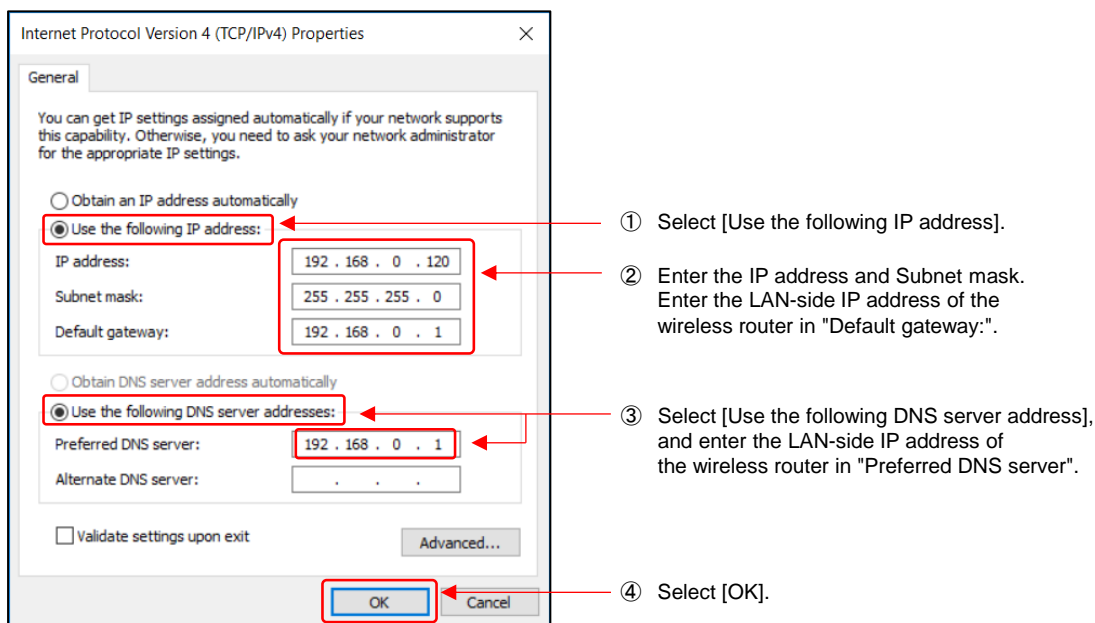 Internet Protocol Version 4 (TCP/IPv4) Properties
General
You can get IP settings assigned automatically if your network supports
this capability. Otherwise, you need to ask your network administrator
for the appropriate IP settings.
Obtain an IP address automatically
Use the following IP address:
IP address: 192 . 168 . 0 . 120
Subnet mask: 255 . 255 . 255 . 0
Default gateway: 192 . 168 . 0 . 1
Obtain DNS server address automatically
Use the following DNS server addresses:
Preferred DNS server: 192 . 168 . 0 . 1
Alternate DNS server: . . .
Validate settings upon exit
Advanced...
OK
Cancel
① Select [Use the following IP address].
② Enter the IP address and Subnet mask.
Enter the LAN-side IP address of the
wireless router in "Default gateway:".
③ Select [Use the following DNS server address],
and enter the LAN-side IP address of
the wireless router in "Preferred DNS server".
④ Select [OK].